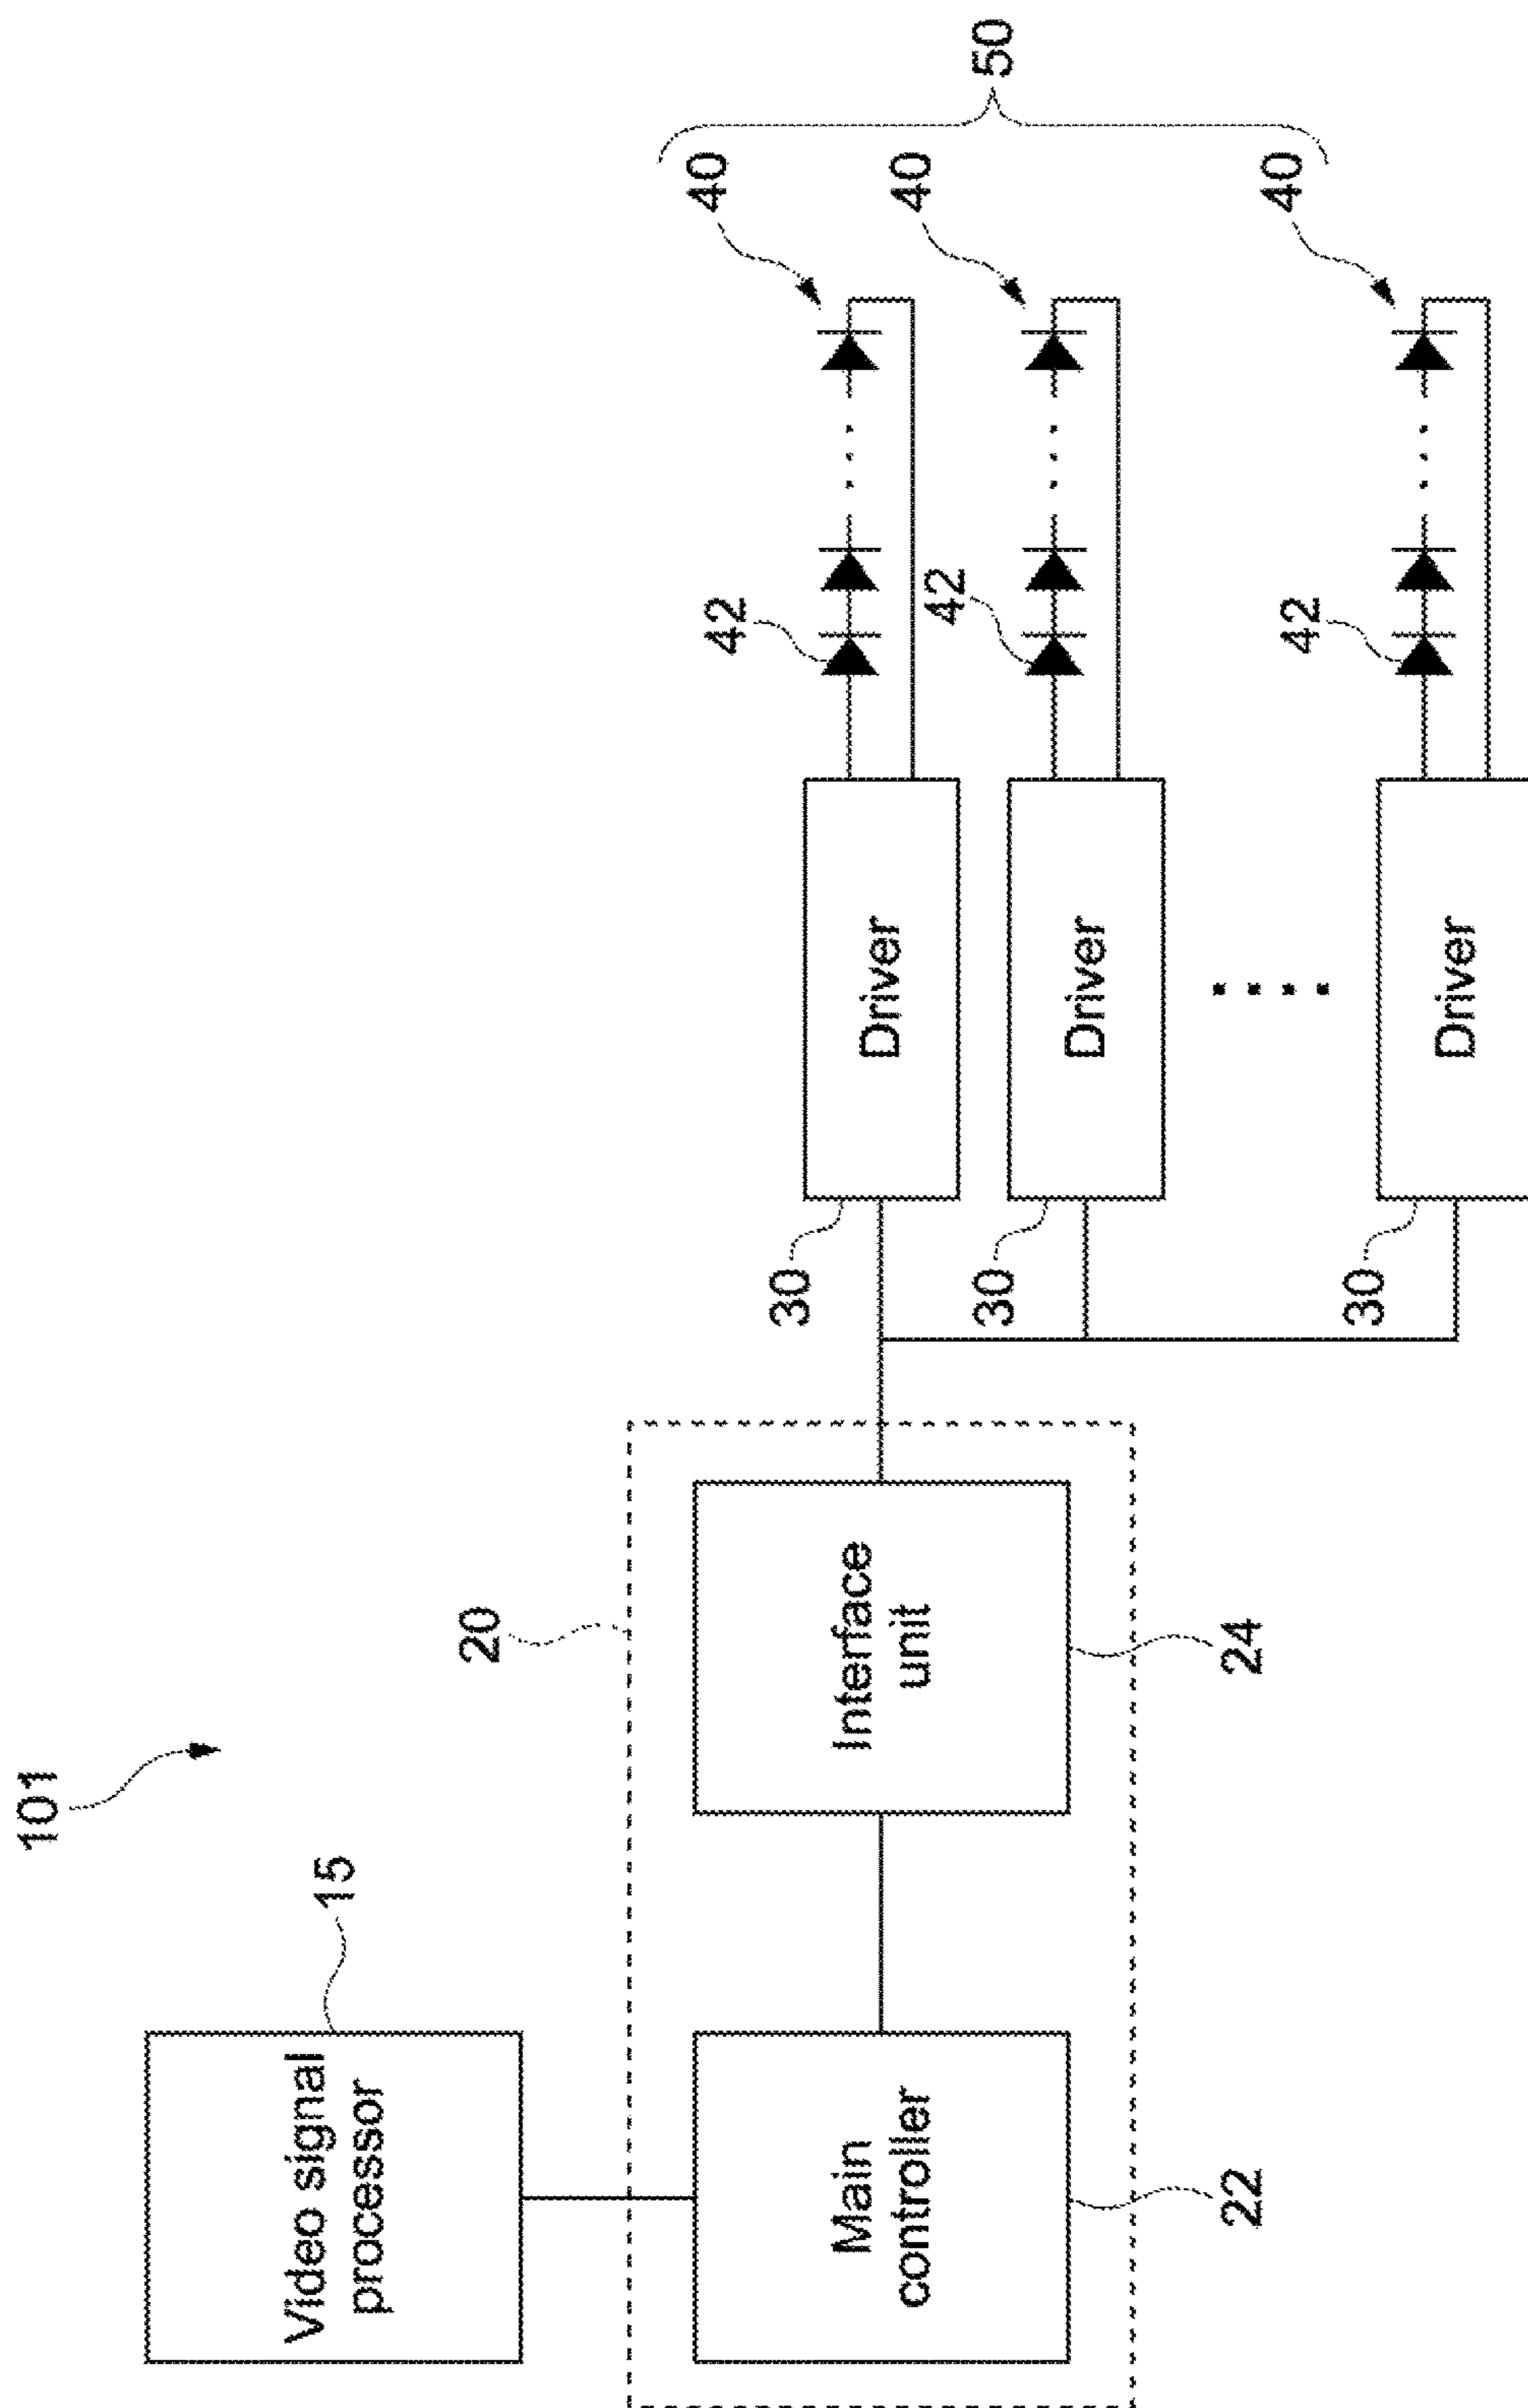 101
15
Video signal
processor
20
Main
controller
22
Interface
unit
24
30
Driver
42
40
30
Driver
42
40
30
Driver
42
40
50